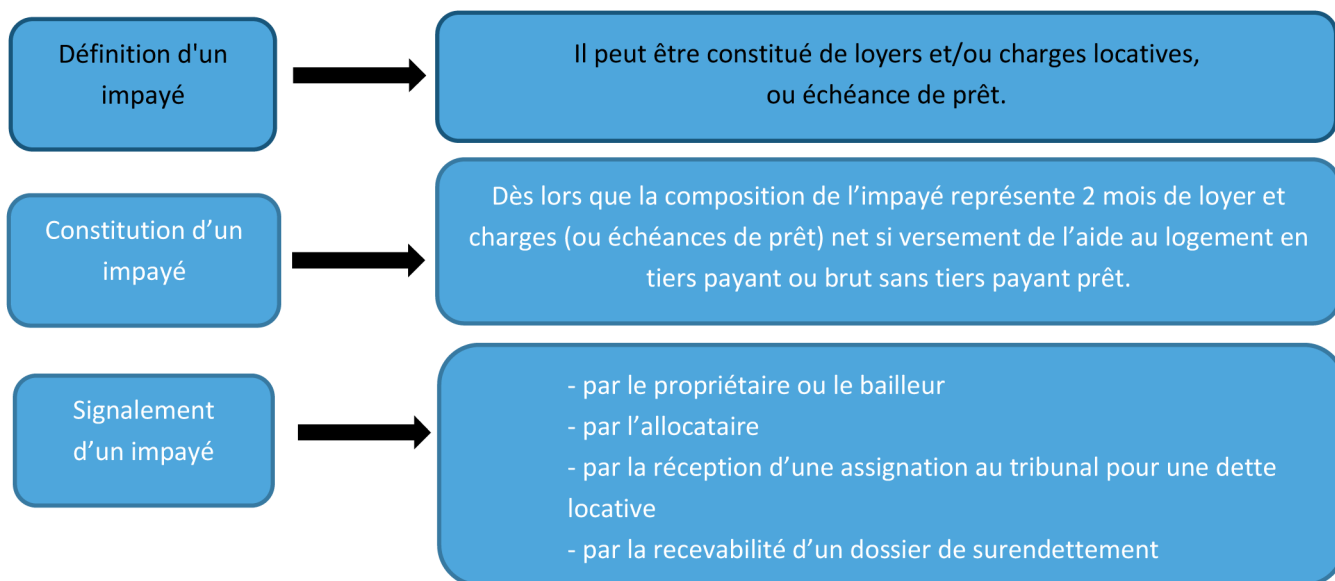 Définition d'un
impayé
Il peut être constitué de loyers et/ou charges locatives,
ou échéance de prêt.
Constitution d’un
impayé
Dès lors que la composition de l’impayé représente 2 mois de loyer et
charges (ou échéances de prêt) net si versement de l’aide au logement en
tiers payant ou brut sans tiers payant prêt.
Signalement
d’un impayé
- par le propriétaire ou le bailleur
- par l’allocataire
- par la réception d’une assignation au tribunal pour une dette
locative
- par la recevabilité d’un dossier de surendettement